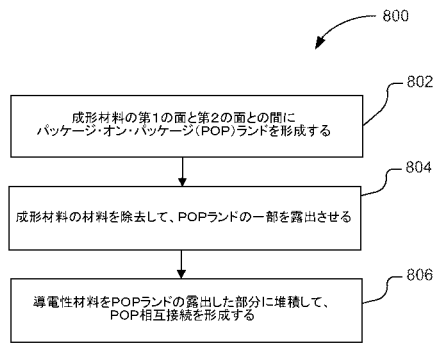 800
802
成形材料の第1の面と第2の面との間に
パッケージ・オン・パッケージ(POP)ランドを形成する
804
成形材料の材料を除去して、POPランドの一部を露出させる
806
導電性材料をPOPランドの露出した部分に堆積して、
POP相互接続を形成する